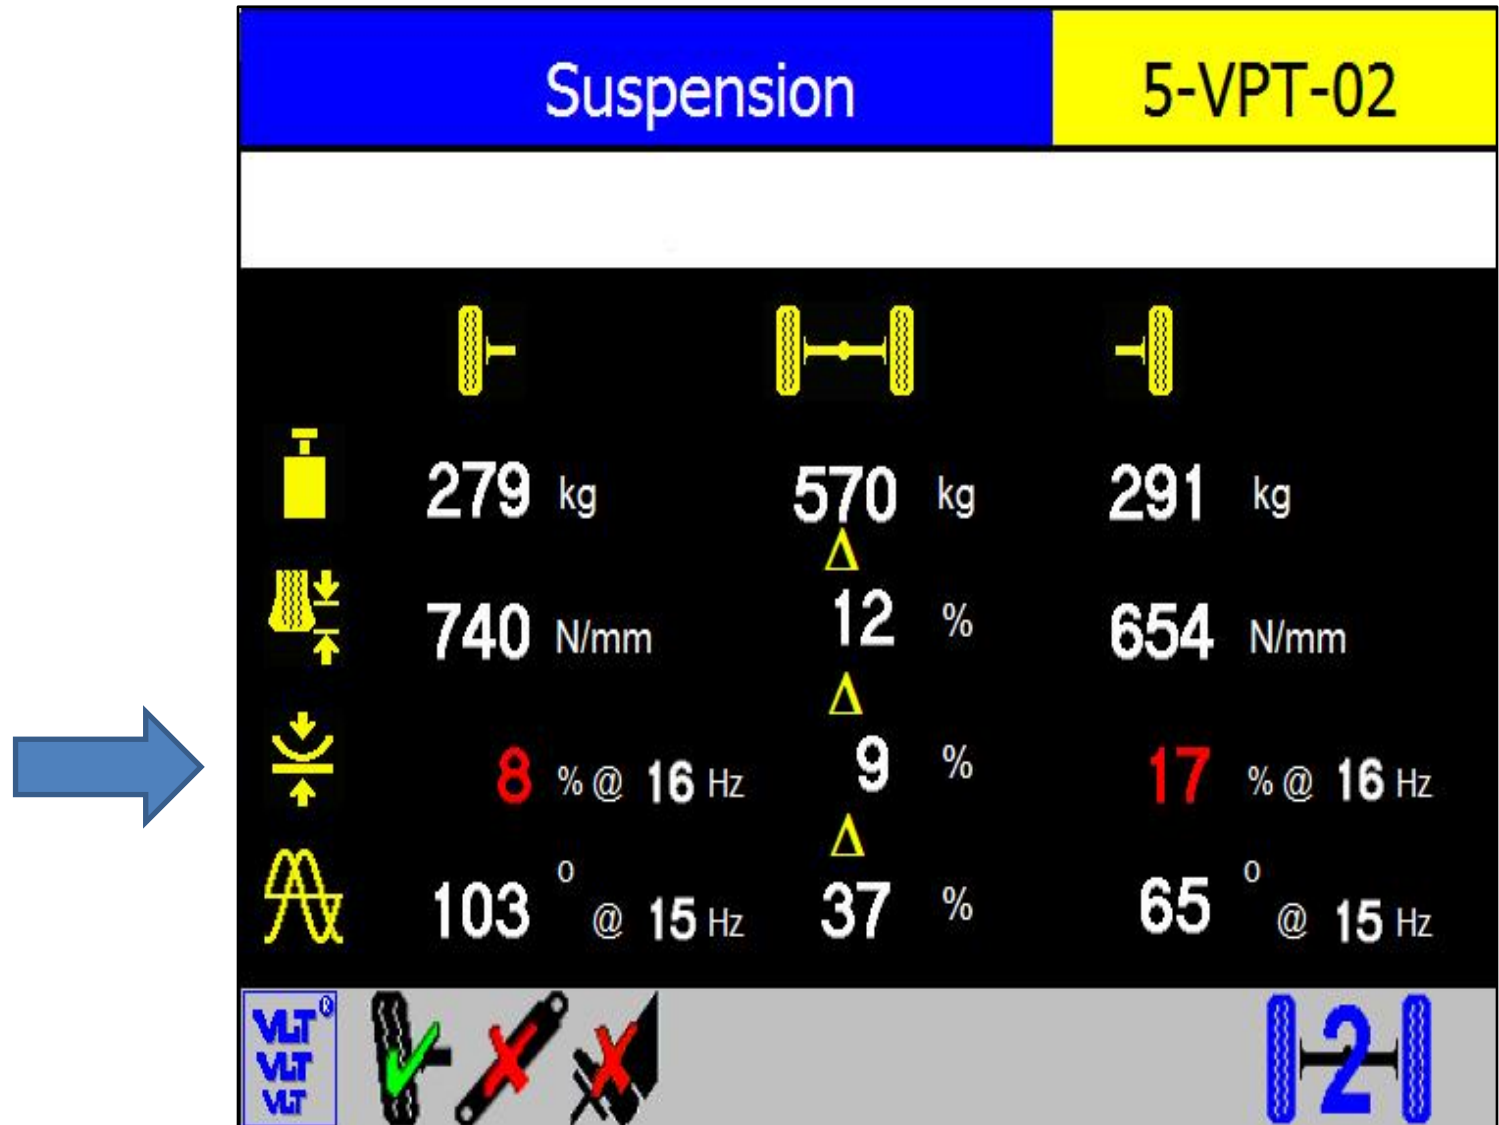 Suspension 5-VPT-02
279 kg 570 kg 291 kg
Δ
740 N/mm 12 % 654 N/mm
Δ
8 % @ 16 Hz 9 % 17 % @ 16 Hz
Δ
103 ° @ 15 Hz 37 % 65 ° @ 15 Hz
VLT®
VLT
VLT
2